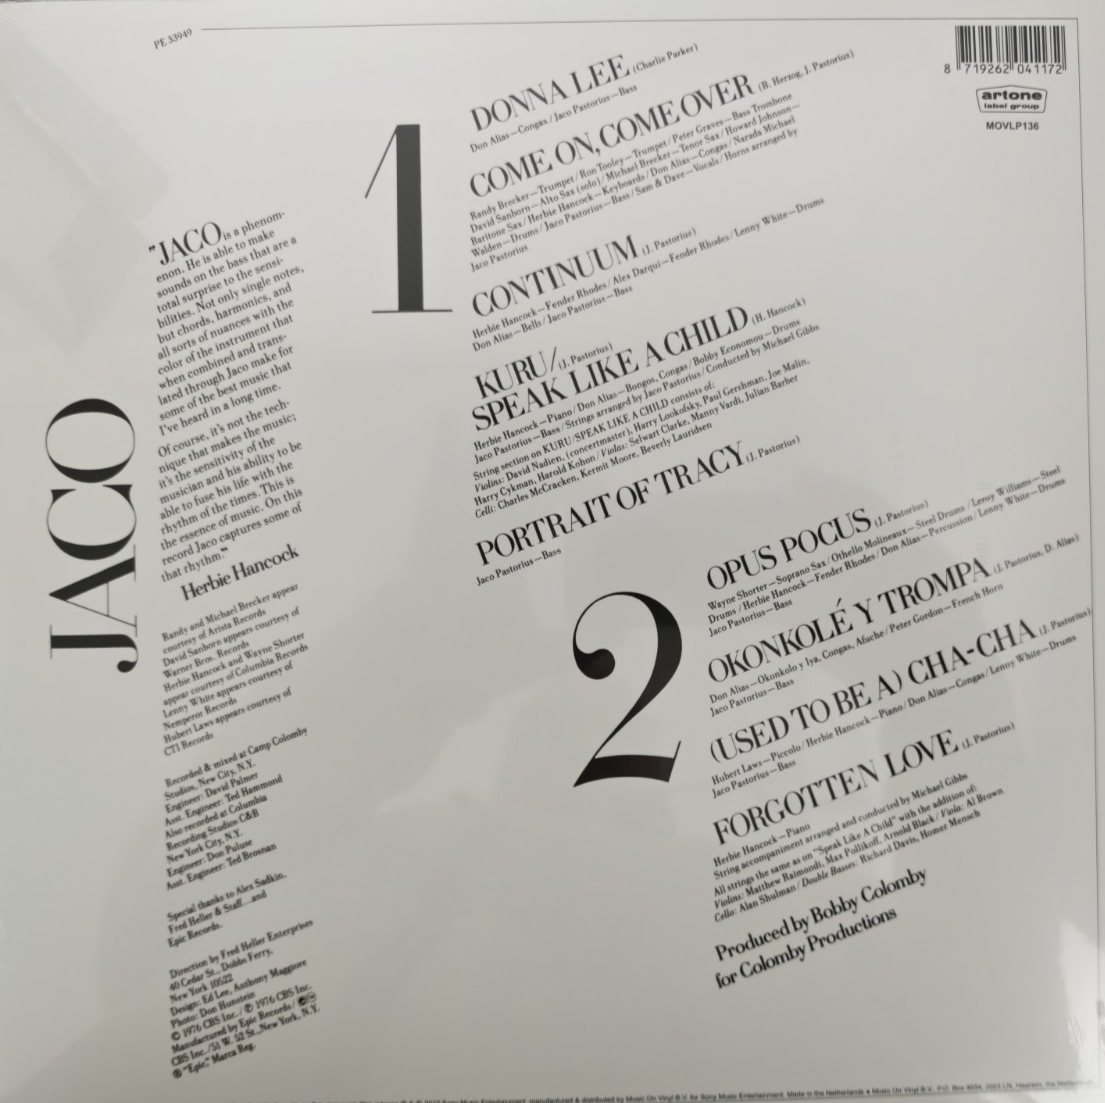 PE 33949
8 719262 041172
artone
label group
MOVLP136
JACO
"JACO is a phenom-
enon. He is able to make
sounds on the bass that are a
total surprise to the sensi-
bilities. Not only single notes,
but chords, harmonics, and
all sorts of nuances with the
color of the instrument that
when combined and trans-
lated through Jaco make for
some of the best music that
I've heard in a long time.
Of course, it's not the tech-
nique that makes the music;
it's the sensitivity of the
musician and his ability to be
able to fuse his life with the
rhythm of the times. This is
the essence of music. On this
record Jaco captures some of
that rhythm."
Herbie Hancock
Randy and Michael Brecker appear
courtesy of Arista Records
David Sanborn appears courtesy of
Warner Bros. Records
Herbie Hancock and Wayne Shorter
appear courtesy of Columbia Records
Lenny White appears courtesy of
Nemperor Records
Hubert Laws appears courtesy of
CTI Records
Recorded & mixed at Camp Colomby
Studios, New City, N.Y.
Engineer: David Palmer
Asst. Engineer: Ted Hammond
Also recorded at Columbia
Recording Studios C&B
New York City, N.Y.
Engineer: Don Puluse
Asst. Engineer: Ted Brosnan
Special thanks to Alex Sadkin,
Fred Heller & Staff...and
Epic Records.
Direction by Fred Heller Enterprises
40 Cedar St., Dobbs Ferry,
New York 10522
Design: Ed Lee, Anthony Maggiore
Photo: Don Hunstein
© 1976 CBS Inc./ ℗ 1976 CBS Inc.
Manufactured by Epic Records/
CBS Inc./51 W. 52 St., New York, N.Y.
® "Epic," Marca Reg.
1
DONNA LEE (Charlie Parker)
Don Alias—Congas/Jaco Pastorius—Bass
COME ON, COME OVER (B. Herzog, J. Pastorius)
Randy Brecker—Trumpet/Ron Tooley—Trumpet/Peter Graves—Bass Trombone
David Sanborn—Alto Sax (solo)/Michael Brecker—Tenor Sax/Howard Johnson—
Baritone Sax/Herbie Hancock—Keyboards/Don Alias—Congas/Narada Michael
Walden—Drums/Jaco Pastorius—Bass/Sam & Dave—Vocals/Horns arranged by
Jaco Pastorius
CONTINUUM (J. Pastorius)
Herbie Hancock—Fender Rhodes/Alex Darqui—Fender Rhodes/Lenny White—Drums
Don Alias—Bells/Jaco Pastorius—Bass
KURU/(J. Pastorius)
SPEAK LIKE A CHILD (H. Hancock)
Herbie Hancock—Piano/Don Alias—Bongos, Congas/Bobby Economou—Drums
Jaco Pastorius—Bass/Strings arranged by Jaco Pastorius/Conducted by Michael Gibbs
String section on KURU/SPEAK LIKE A CHILD consists of:
Violins: David Nadien, (concertmaster), Harry Lookofsky, Paul Gershman, Joe Malin,
Harry Cykman, Harold Kohon/Violas: Selwart Clarke, Manny Vardi, Julian Barber
Celli: Charles McCracken, Kermit Moore, Beverly Lauridsen
PORTRAIT OF TRACY (J. Pastorius)
Jaco Pastorius—Bass
2
OPUS POCUS (J. Pastorius)
Wayne Shorter—Soprano Sax/Othello Molineaux—Steel Drums/Leroy Williams—Steel
Drums/Herbie Hancock—Fender Rhodes/Don Alias—Percussion/Lenny White—Drums
Jaco Pastorius—Bass
OKONKOLÉ Y TROMPA (J. Pastorius, D. Alias)
Don Alias—Okonkolo y Iya, Congas, Afuche/Peter Gordon—French Horn
Jaco Pastorius—Bass
(USED TO BE A) CHA-CHA (J. Pastorius)
Hubert Laws—Piccolo/Herbie Hancock—Piano/Don Alias—Congas/Lenny White—Drums
Jaco Pastorius—Bass
FORGOTTEN LOVE (J. Pastorius)
Herbie Hancock—Piano
String accompaniment arranged and conducted by Michael Gibbs
All strings the same as on "Speak Like A Child" with the addition of:
Violins: Matthew Raimondi, Max Pollikoff, Arnold Black/Viola: Al Brown
Cello: Alan Shulman/Double Basses: Richard Davis, Homer Mensch
Produced by Bobby Colomby
for Colomby Productions
Sony Music Entertainment, manufactured & distributed by Music On Vinyl B.V. for Sony Music Entertainment. Made in the Netherlands • Music On Vinyl B.V., P.O. Box